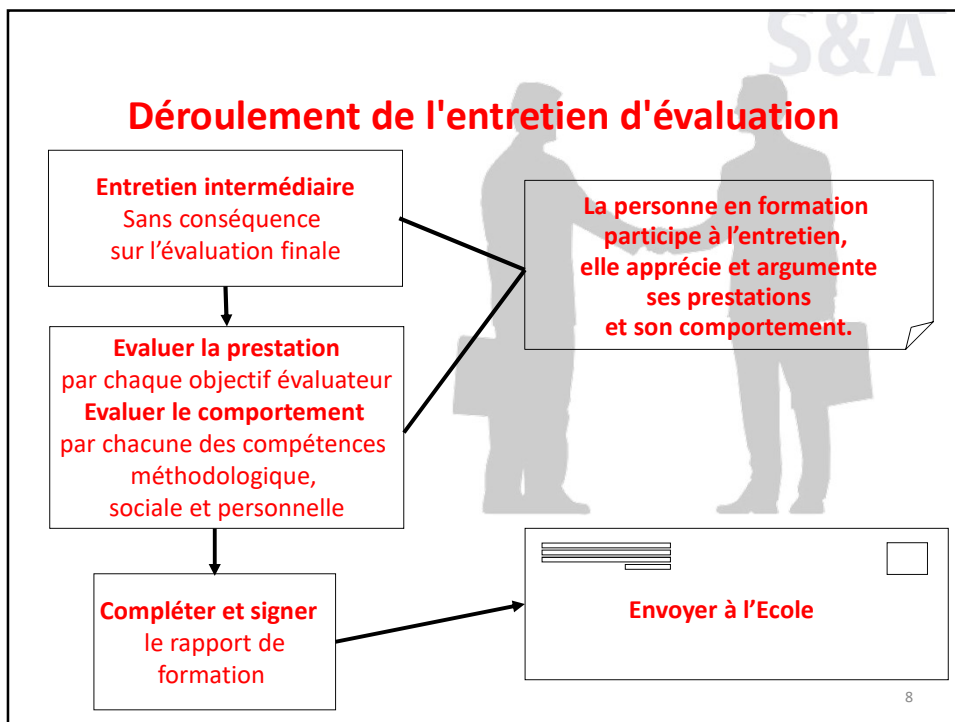 S&A
Déroulement de l'entretien d'évaluation
Entretien intermédiaire
Sans conséquence
sur l'évaluation finale
La personne en formation
participe à l’entretien,
elle apprécie et argumente
ses prestations
et son comportement.
Evaluer la prestation
par chaque objectif évaluateur
Evaluer le comportement
par chacune des compétences
méthodologique,
sociale et personnelle
Compléter et signer
le rapport de
formation
Envoyer à l’Ecole
8